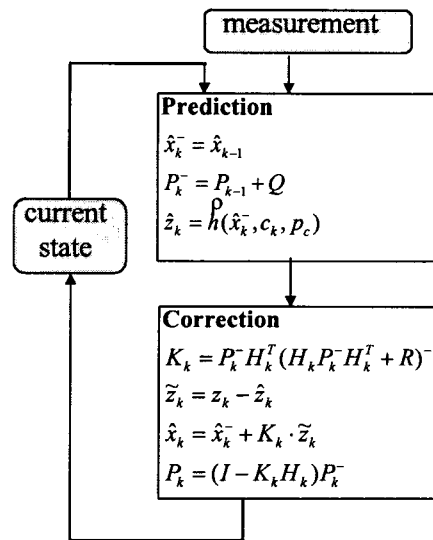 measurement
Prediction
x̂ₖ⁻ = x̂ₖ₋₁
Pₖ⁻ = Pₖ₋₁ + Q
ρ
ẑₖ = h(x̂ₖ⁻, cₖ, p_c)
current
state
Correction
Kₖ = Pₖ⁻Hₖᵀ(HₖPₖ⁻Hₖᵀ + R)⁻
z̃ₖ = zₖ − ẑₖ
x̂ₖ = x̂ₖ⁻ + Kₖ · z̃ₖ
Pₖ = (I − KₖHₖ)Pₖ⁻